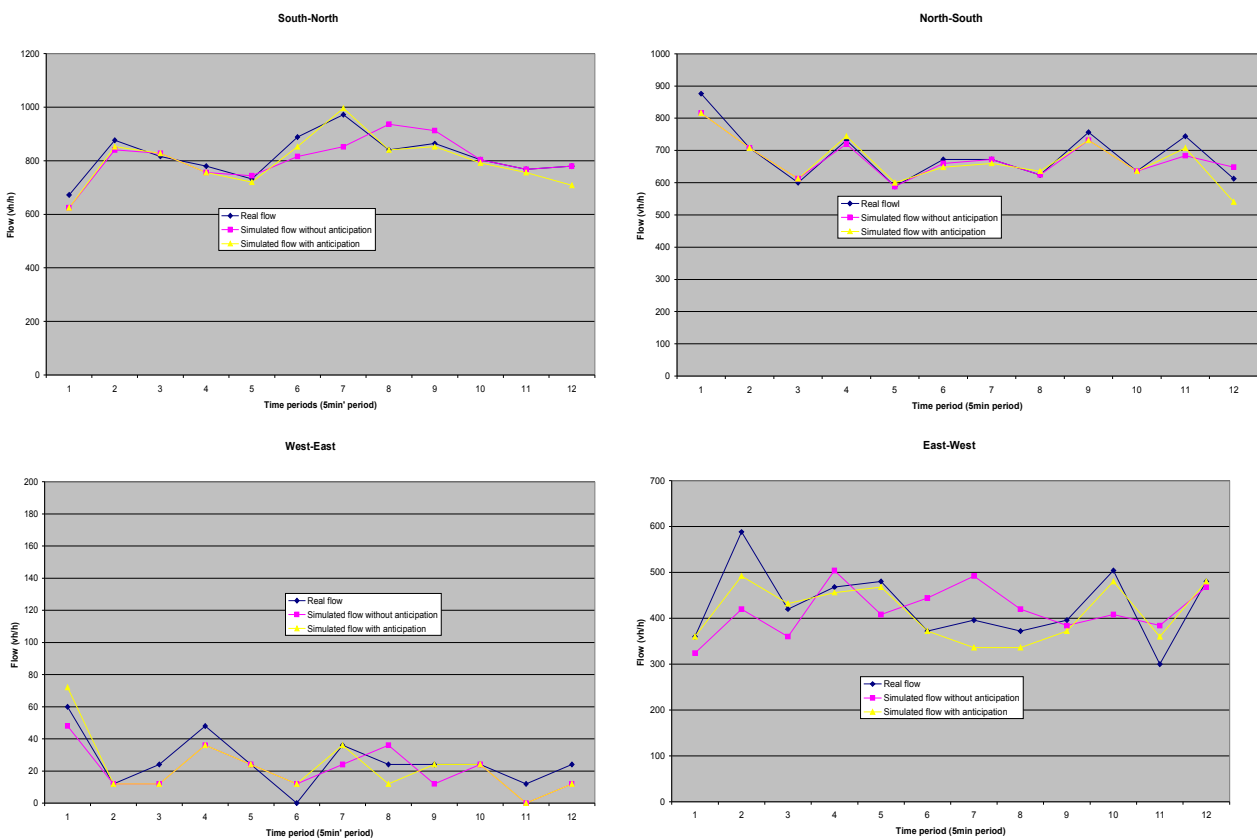 South-North
1200
1000
800
600
400
200
0
Flow (vh/h)
Real flow
Simulated flow without anticipation
Simulated flow with anticipation
1 2 3 4 5 6 7 8 9 10 11 12
Time periods (5min' period)
North-South
1000
900
800
700
600
500
400
300
200
100
0
Flow (vh/h)
Real flowl
Simulated flow without anticipation
Simulated flow with anticipation
1 2 3 4 5 6 7 8 9 10 11 12
Time period (5min period)
West-East
200
180
160
140
120
100
80
60
40
20
0
Flow (vh/h)
Real flow
Simulated flow without anticipation
Simulated flow with anticipation
1 2 3 4 5 6 7 8 9 10 11 12
Time period (5min' period)
East-West
700
600
500
400
300
200
100
0
Flow (vh/h)
Real flow
Simulated flow without anticipation
Simulated flow with anticipation
1 2 3 4 5 6 7 8 9 10 11 12
Time period (5min period)